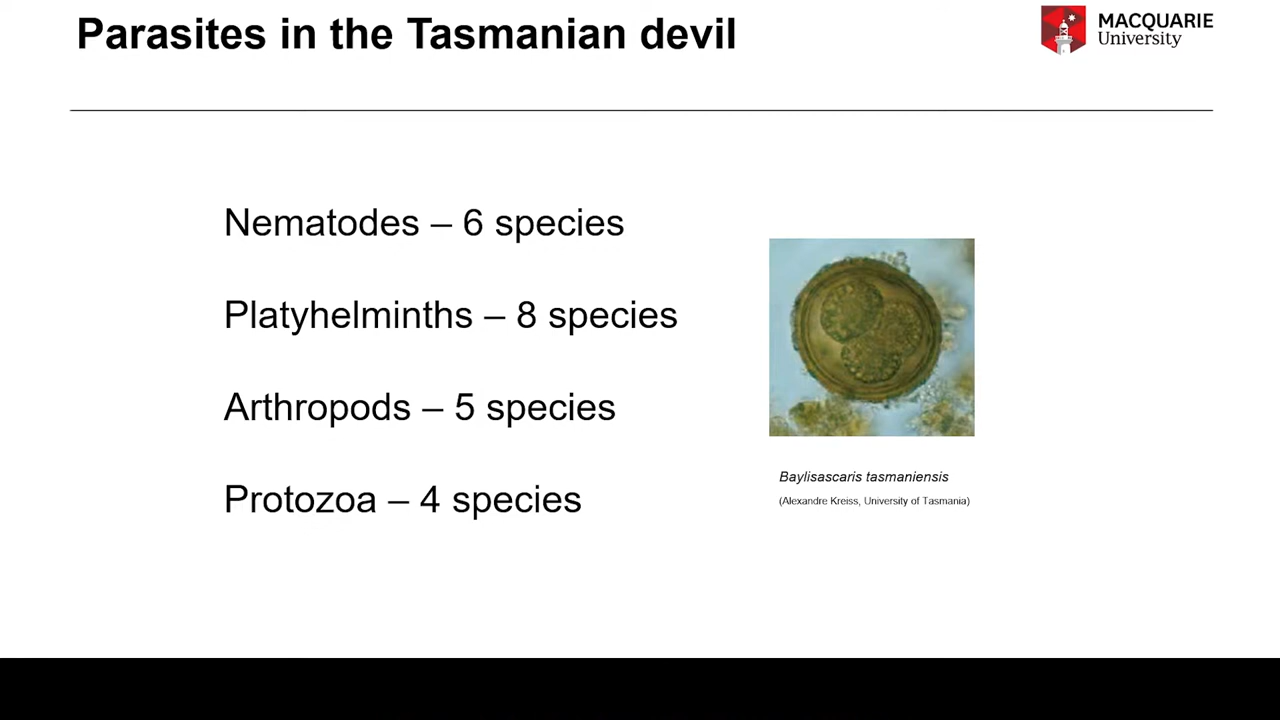 Parasites in the Tasmanian devil
MACQUARIE
University
Nematodes – 6 species
Platyhelminths – 8 species
Arthropods – 5 species
Protozoa – 4 species
Baylisascaris tasmaniensis
(Alexandre Kreiss, University of Tasmania)